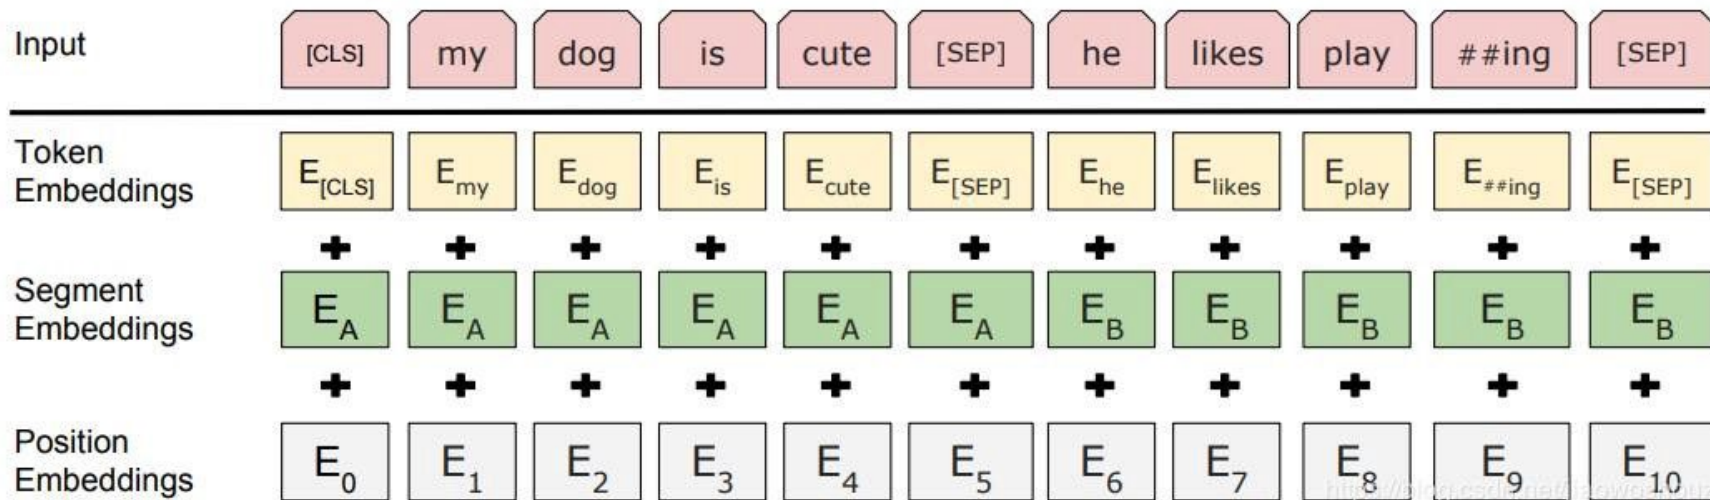 Input [CLS] my dog is cute [SEP] he likes play ##ing [SEP]
Token Embeddings E[CLS] Emy Edog Eis Ecute E[SEP] Ehe Elikes Eplay E##ing E[SEP]
+ + + + + + + + + + +
Segment Embeddings EA EA EA EA EA EA EB EB EB EB EB
+ + + + + + + + + + +
Position Embeddings E0 E1 E2 E3 E4 E5 E6 E7 E8 E9 E10